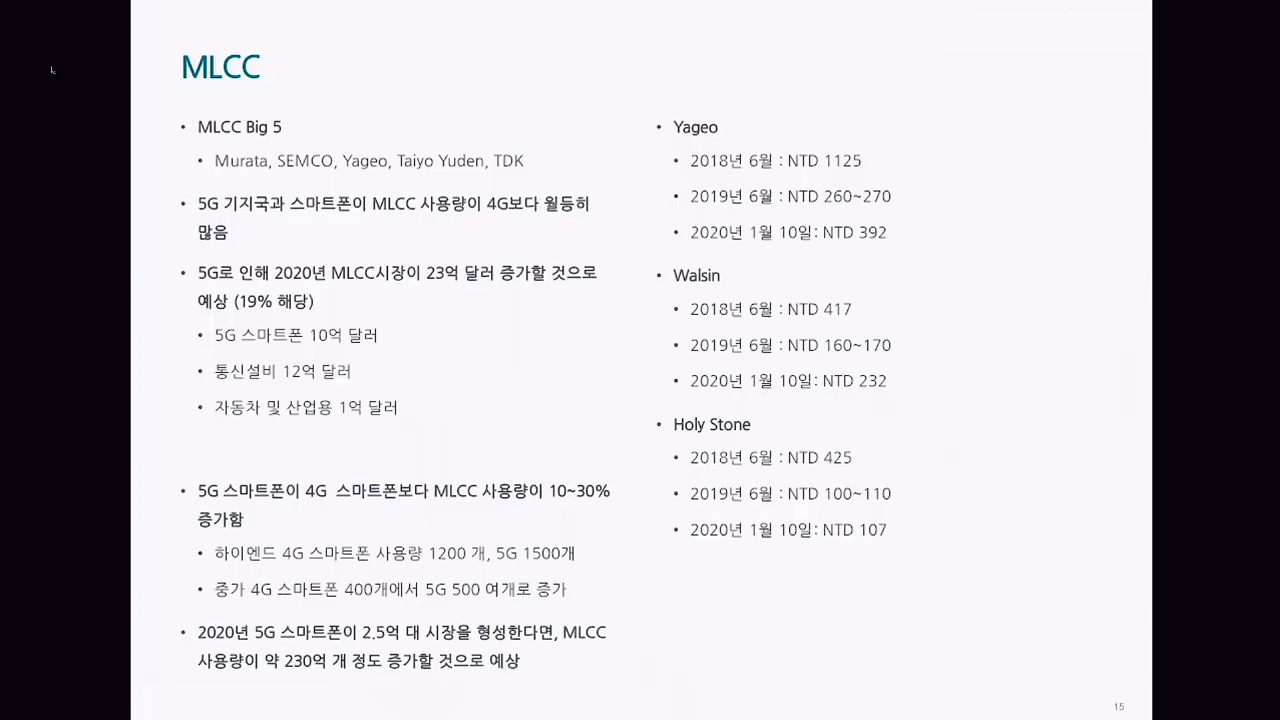 MLCC
• MLCC Big 5
• Murata, SEMCO, Yageo, Taiyo Yuden, TDK
• 5G 기지국과 스마트폰이 MLCC 사용량이 4G보다 월등히
많음
• 5G로 인해 2020년 MLCC시장이 23억 달러 증가할 것으로
예상 (19% 해당)
• 5G 스마트폰 10억 달러
• 통신설비 12억 달러
• 자동차 및 산업용 1억 달러
• 5G 스마트폰이 4G 스마트폰보다 MLCC 사용량이 10~30%
증가함
• 하이엔드 4G 스마트폰 사용량 1200 개, 5G 1500개
• 중가 4G 스마트폰 400개에서 5G 500 여개로 증가
• 2020년 5G 스마트폰이 2.5억 대 시장을 형성한다면, MLCC
사용량이 약 230억 개 정도 증가할 것으로 예상
• Yageo
• 2018년 6월 : NTD 1125
• 2019년 6월 : NTD 260~270
• 2020년 1월 10일: NTD 392
• Walsin
• 2018년 6월 : NTD 417
• 2019년 6월 : NTD 160~170
• 2020년 1월 10일: NTD 232
• Holy Stone
• 2018년 6월 : NTD 425
• 2019년 6월 : NTD 100~110
• 2020년 1월 10일: NTD 107
15